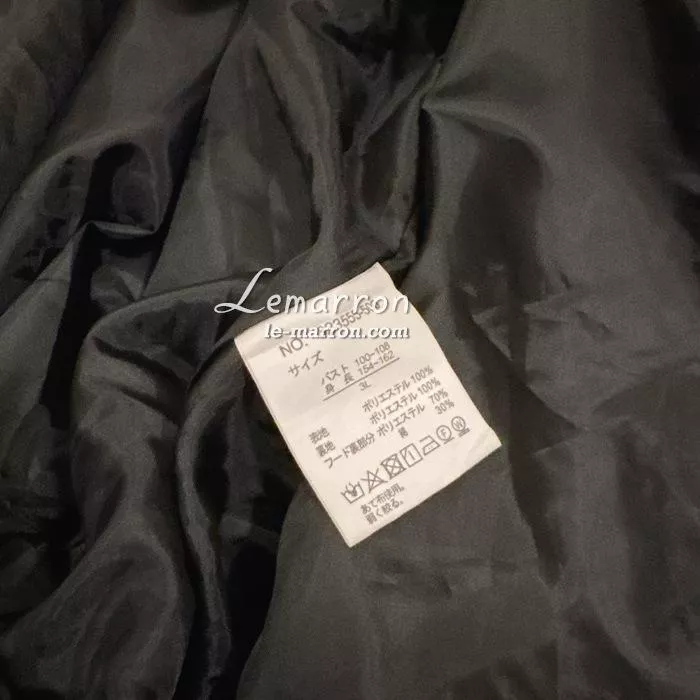 Lemarron
le-marron.com
NO.
サイズ
バスト 100~108
身 長 154~162
3L
表地 ポリエステル 100%
裏地 ポリエステル 100%
フード裏部分 ポリエステル 70%
綿 30%
あて布使用。
弱く絞る。